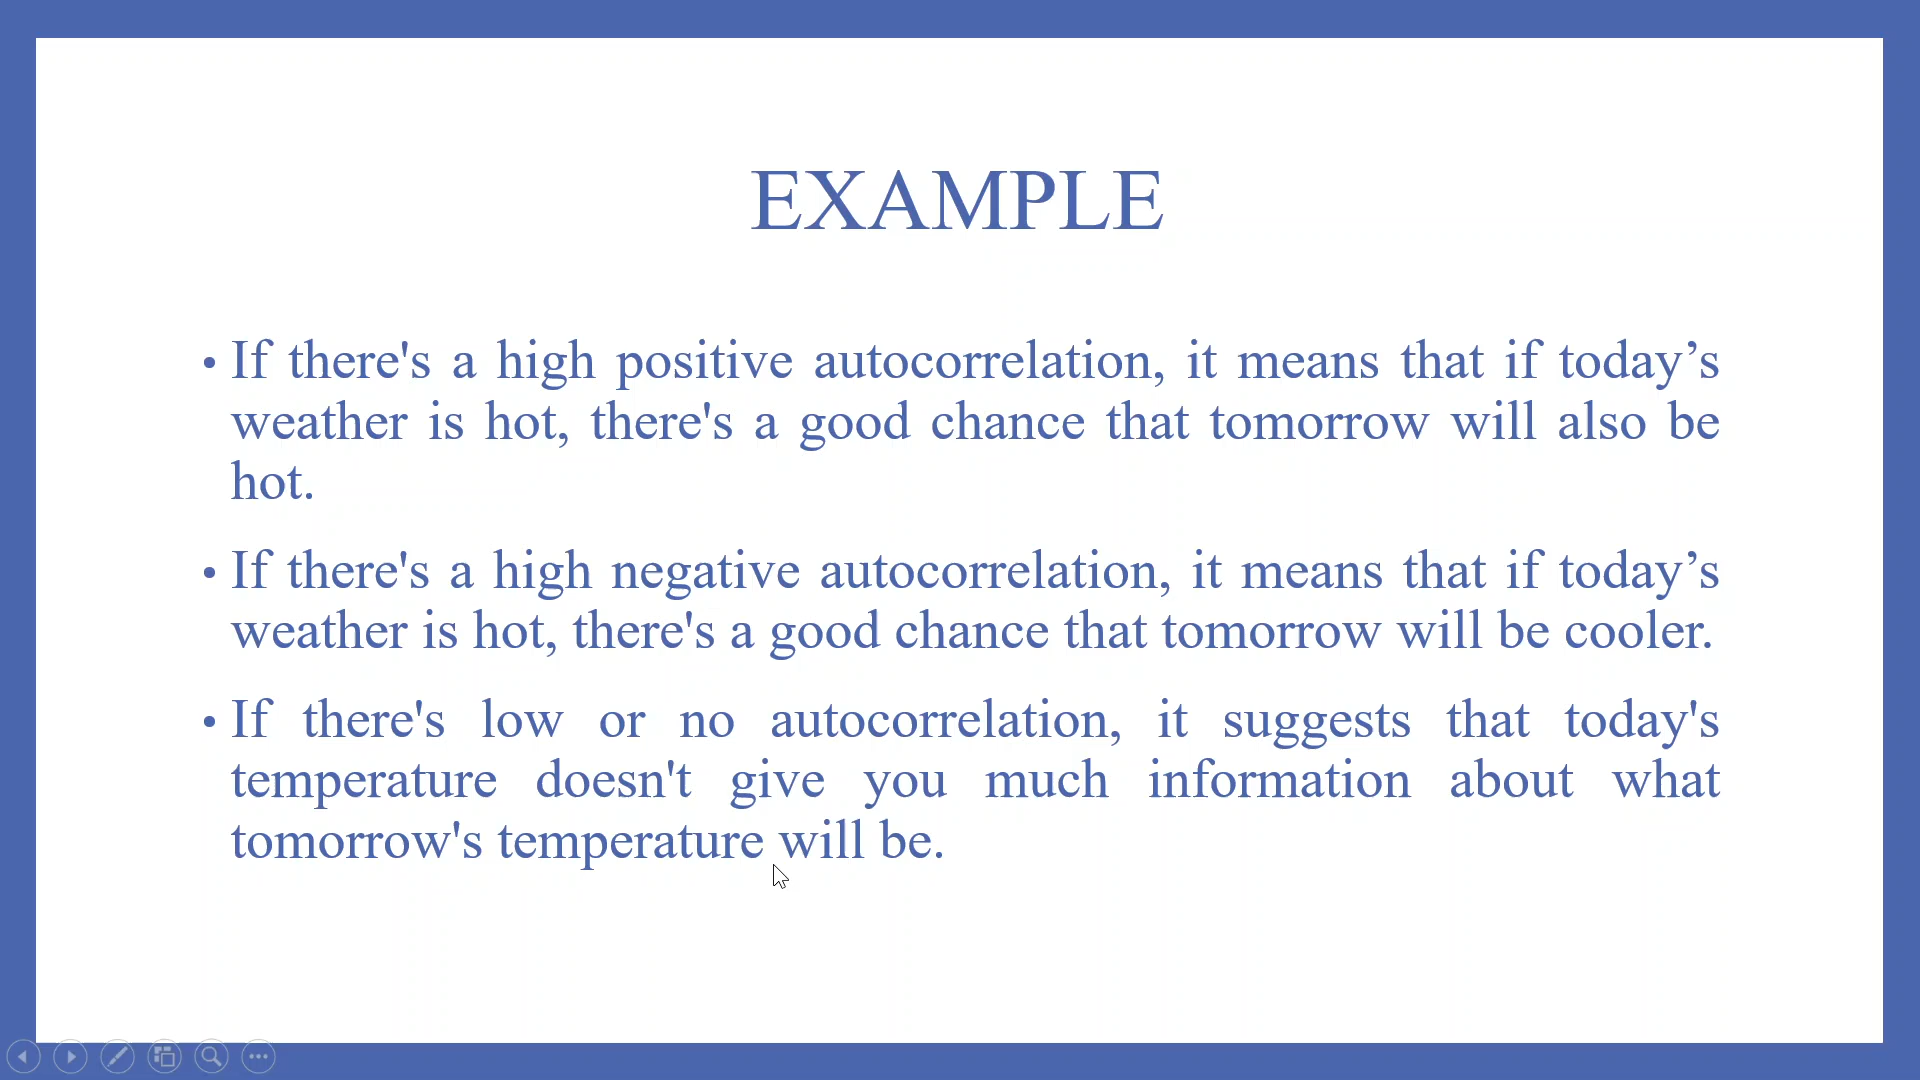 EXAMPLE
• If there's a high positive autocorrelation, it means that if today’s
weather is hot, there's a good chance that tomorrow will also be
hot.
• If there's a high negative autocorrelation, it means that if today’s
weather is hot, there's a good chance that tomorrow will be cooler.
• If there's low or no autocorrelation, it suggests that today's
temperature doesn't give you much information about what
tomorrow's temperature will be.